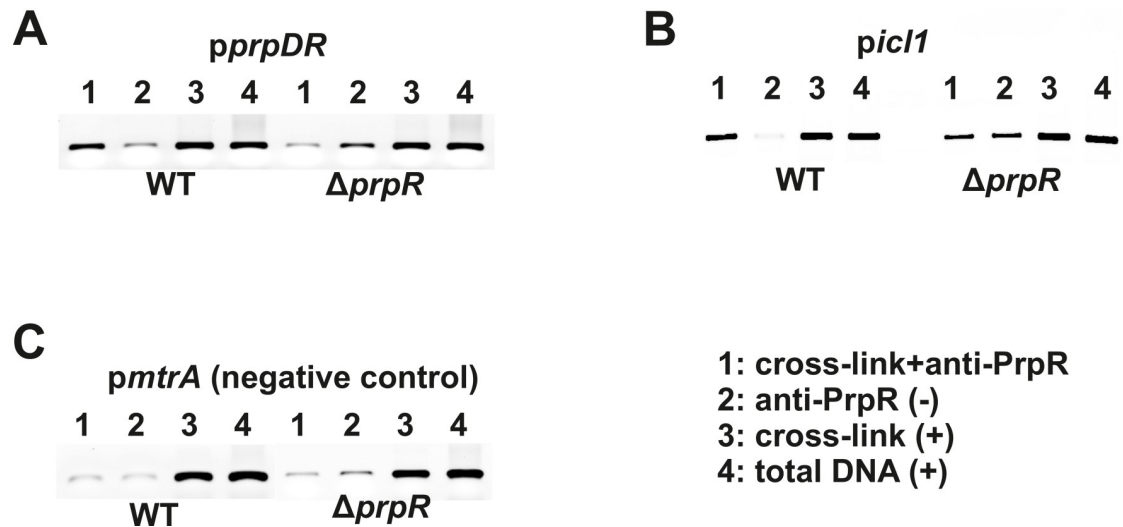 A
pprpDR
1 2 3 4 1 2 3 4
WT ΔprpR
B
picl1
1 2 3 4 1 2 3 4
WT ΔprpR
C
pmtrA (negative control)
1 2 3 4 1 2 3 4
WT ΔprpR
1: cross-link+anti-PrpR
2: anti-PrpR (-)
3: cross-link (+)
4: total DNA (+)